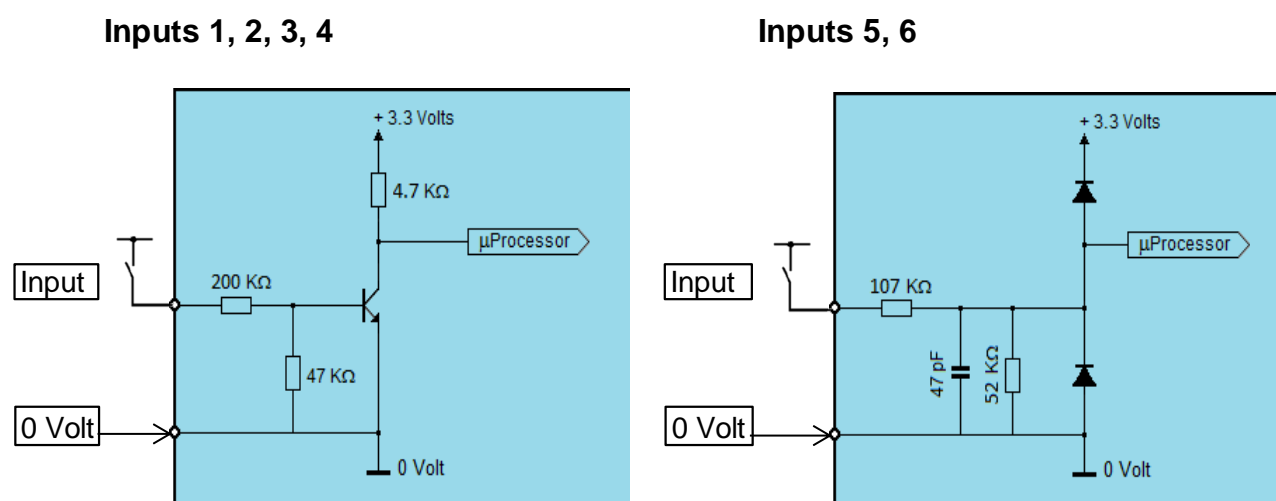 Inputs 1, 2, 3, 4
+ 3.3 Volts
4.7 KΩ
µProcessor
Input
200 KΩ
47 KΩ
0 Volt
0 Volt
Inputs 5, 6
+ 3.3 Volts
µProcessor
Input
107 KΩ
47 pF
52 KΩ
0 Volt
0 Volt